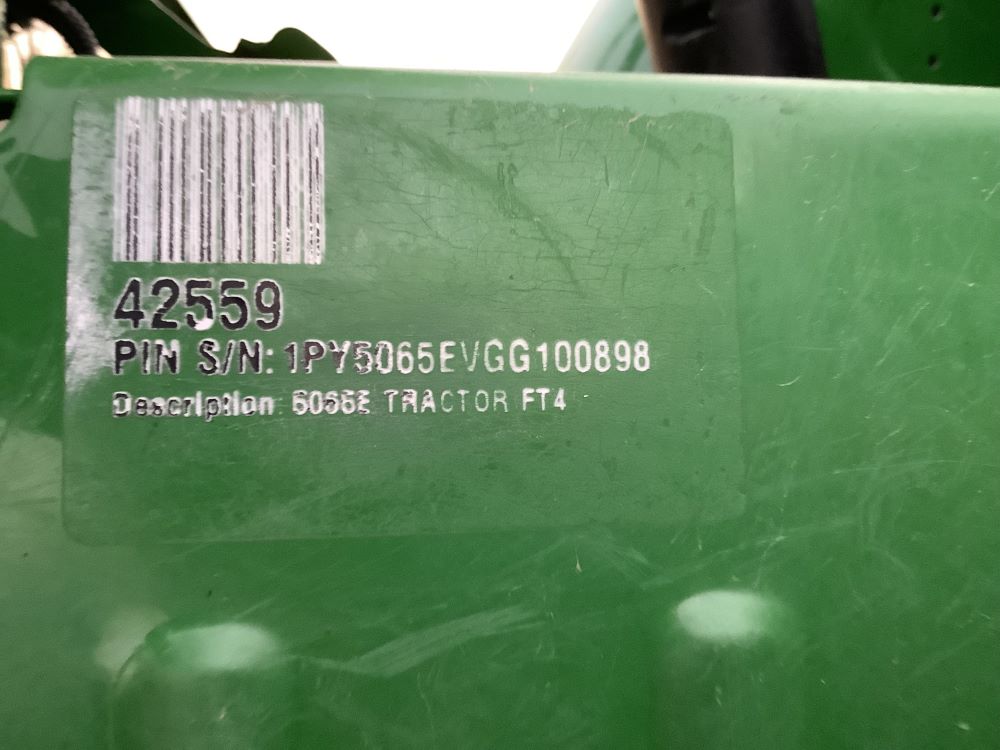 42559
PIN S/N: 1PY5065EVGG100898
Description: 5065E TRACTOR FT4